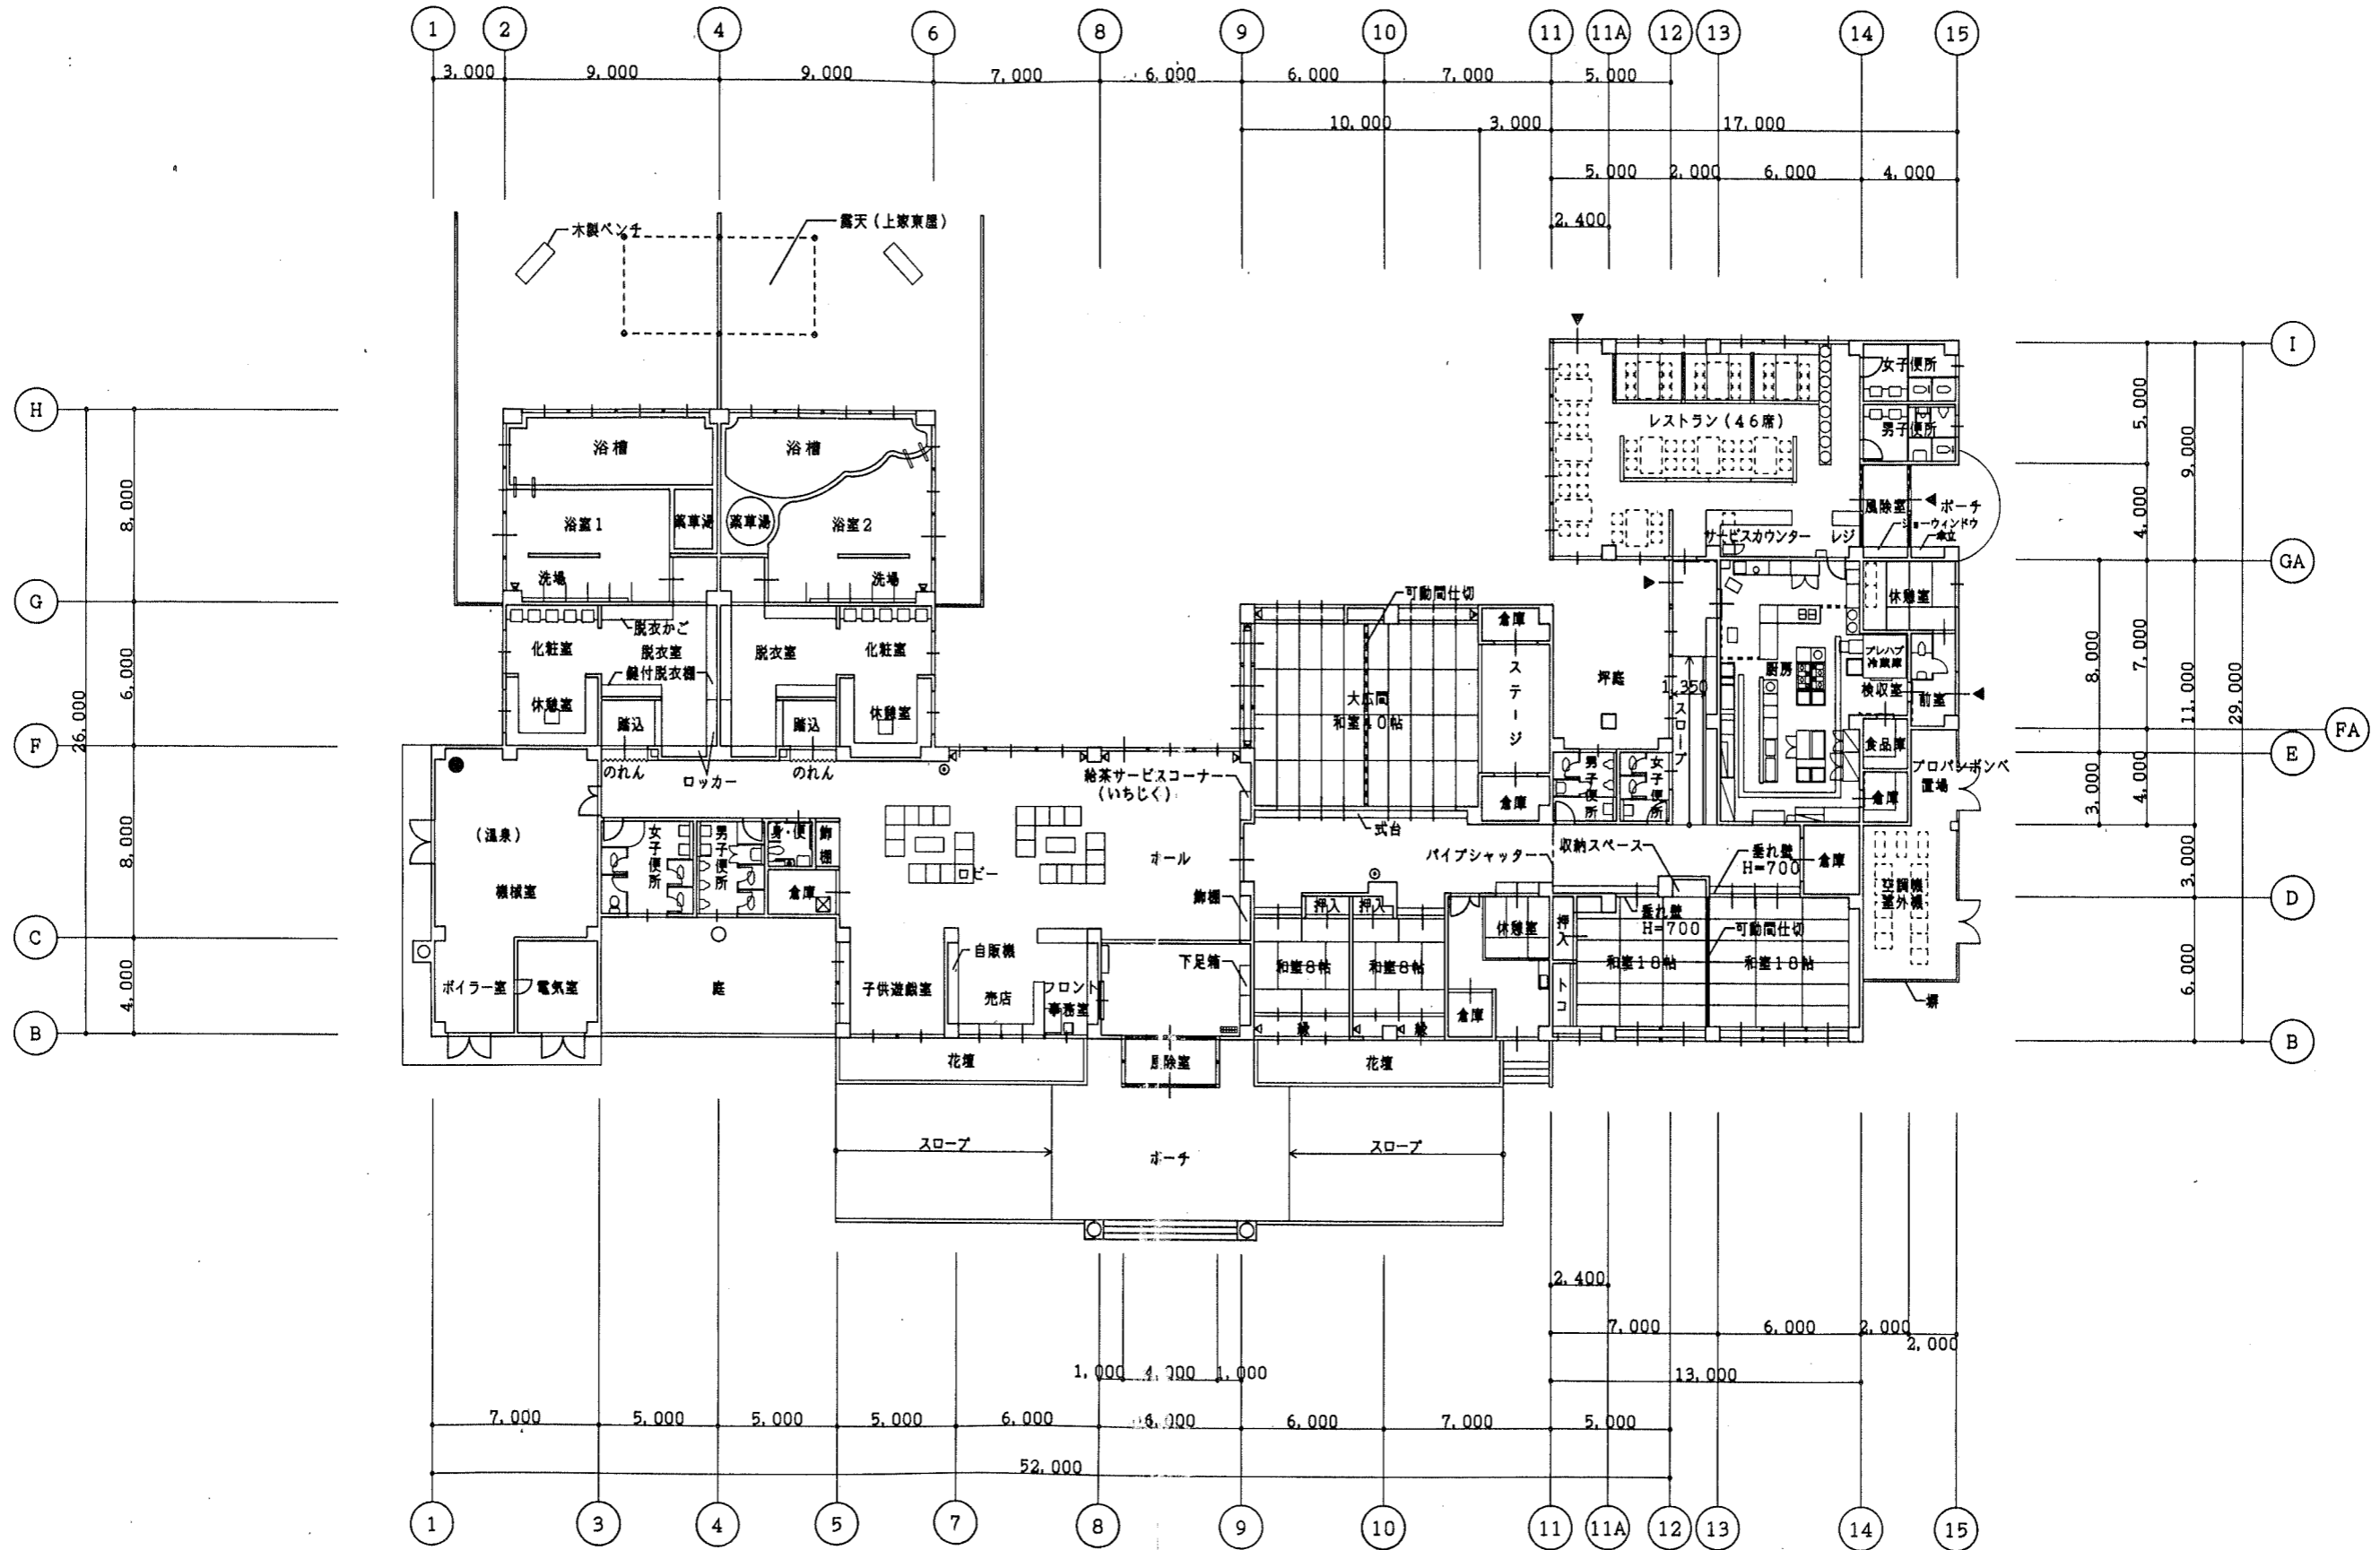 1 2 4 6 8 9 10 11 11A 12 13 14 15
3,000 9,000 9,000 7,000 6,000 6,000 7,000 5,000
10,000 3,000 17,000
5,000 2,000 6,000 4,000
2,400
木製ベンチ
露天(上家東屋)
I
H
女子便所
5,000
レストラン(46席)
男子便所
9,000
浴槽
浴槽
8,000
風除室
ポーチ
4,000
浴室1
薬草湯
薬草湯
浴室2
ショーウィンドウ
サービスカウンター
レジ
傘立
洗場
洗場
GA
可動間仕切
休憩室
G
倉庫
脱衣かご
化粧室
脱衣室
脱衣室
化粧室
プレハブ
冷蔵庫
8,000
7,000
鍵付脱衣棚
ステージ
坪庭
厨房
6,000
26,000
大広間
和室40帖
1,350
検収室
前室
11,000
29,000
休憩室
踏込
踏込
休憩室
スロープ
F
FA
食品庫
E
のれん
ロッカー
のれん
給茶サービスコーナー
(いちじく)
男子便所
女子便所
プロパンボンベ
置場
倉庫
倉庫
3,000
4,000
(温泉)
女子便所
男子便所
身・便
飾棚
式台
8,000
ホール
パイプシャッター
収納スペース
垂れ壁
H=700
倉庫
ロビー
3,000
機械室
倉庫
飾棚
押入
押入
空調機
室外機
D
垂れ壁
H=700
休憩室
押入
可動間仕切
C
自販機
下足箱
和室8帖
和室8帖
和室18帖
和室18帖
4,000
6,000
ボイラー室
電気室
庭
子供遊戯室
売店
フロント
事務室
倉庫
トコ
塀
B
縁
縁
B
花壇
風除室
花壇
スロープ
ポーチ
スロープ
2,400
7,000 6,000 2,000
2,000
1,000 4,000 1,000
13,000
7,000 5,000 5,000 5,000 6,000 6,000 6,000 7,000 5,000
52,000
1 3 4 5 7 8 9 10 11 11A 12 13 14 15